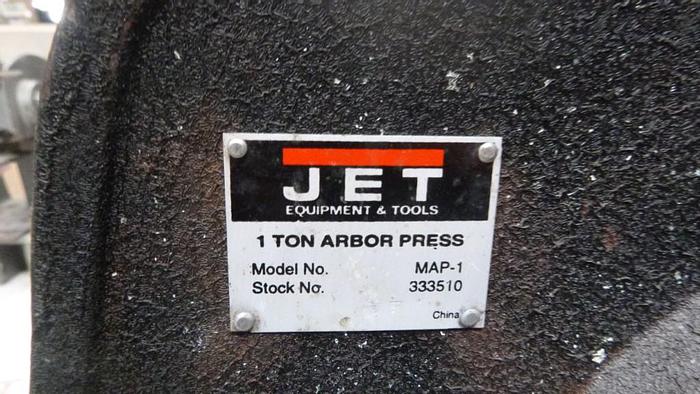 JET
EQUIPMENT & TOOLS
1 TON ARBOR PRESS
Model No. MAP-1
Stock No. 333510
China